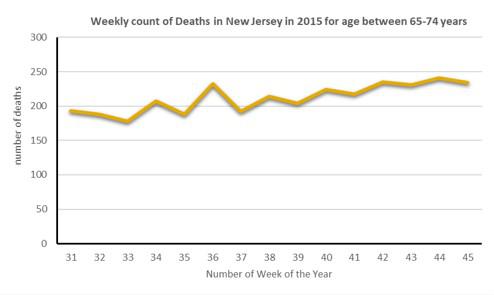 Weekly count of Deaths in New Jersey in 2015 for age between 65-74 years
300
250
200
150
100
50
0
number of deaths
31 32 33 34 35 36 37 38 39 40 41 42 43 44 45
Number of Week of the Year